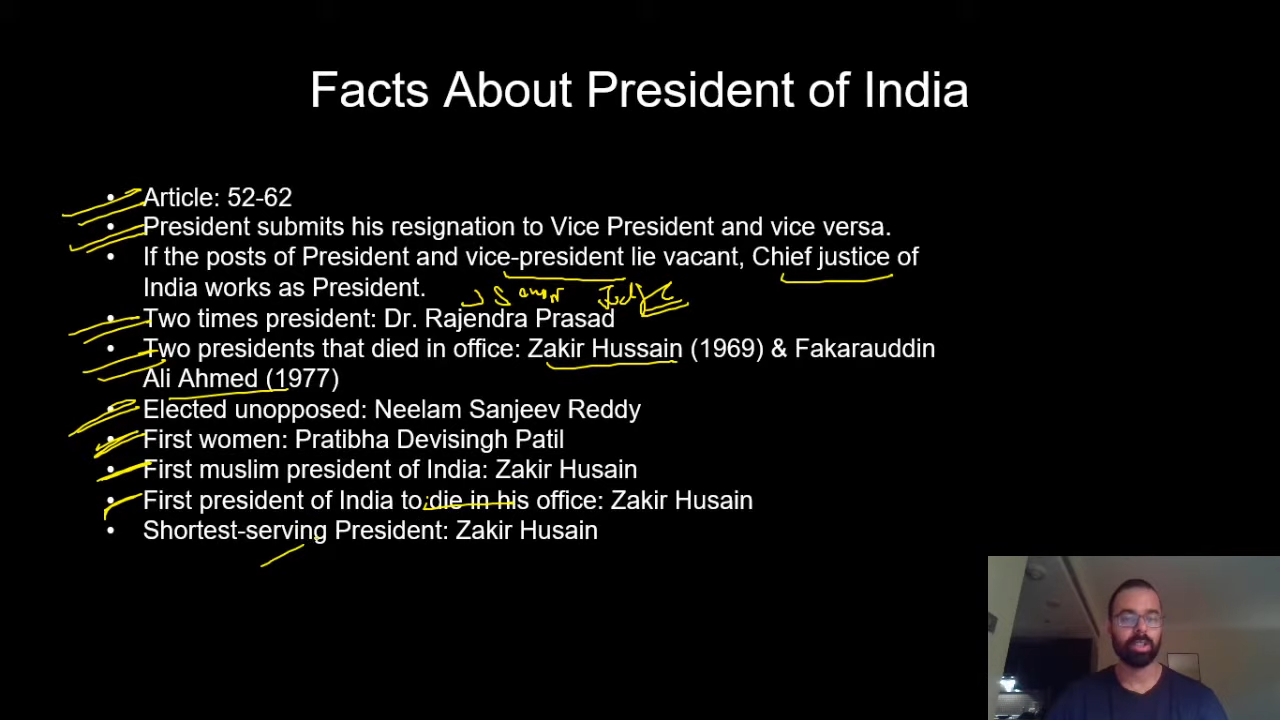 Facts About President of India
• Article: 52-62
• President submits his resignation to Vice President and vice versa.
• If the posts of President and vice-president lie vacant, Chief justice of
India works as President.
• Two times president: Dr. Rajendra Prasad
• Two presidents that died in office: Zakir Hussain (1969) & Fakarauddin
Ali Ahmed (1977)
• Elected unopposed: Neelam Sanjeev Reddy
• First women: Pratibha Devisingh Patil
• First muslim president of India: Zakir Husain
• First president of India to die in his office: Zakir Husain
• Shortest-serving President: Zakir Husain